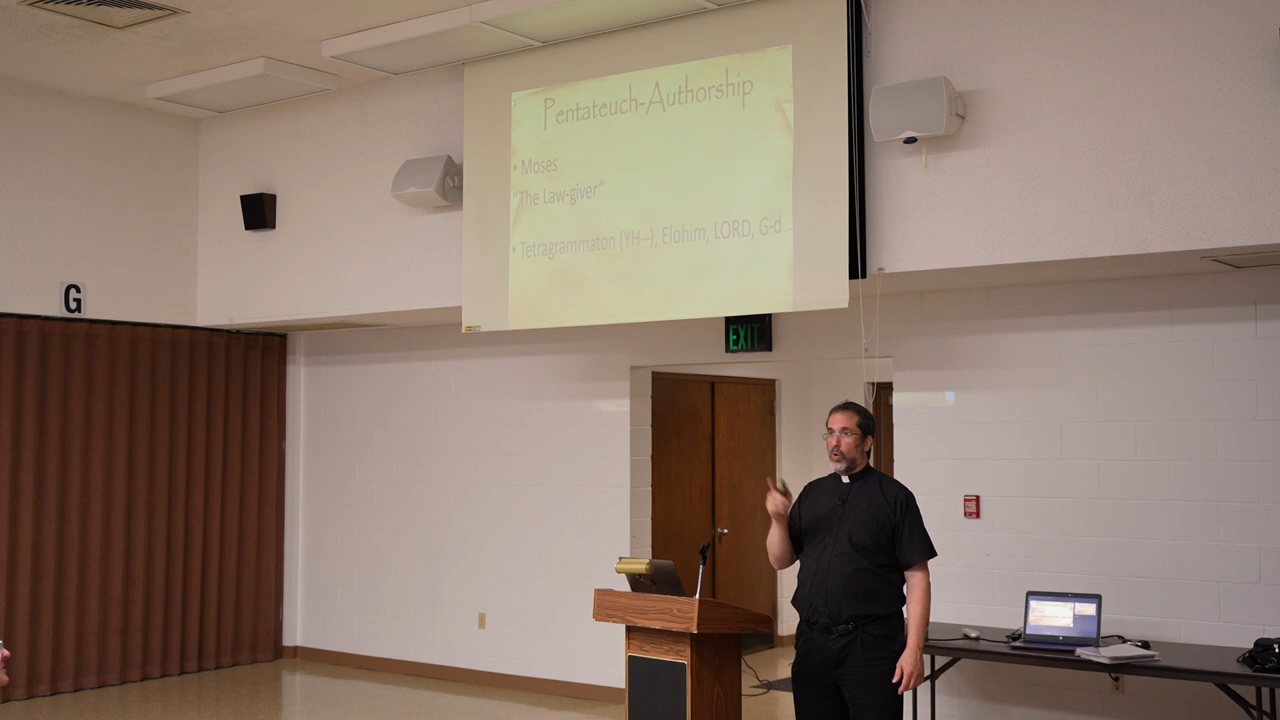 Pentateuch-Authorship
• Moses
"The Law-giver"
• Tetragrammaton (YH--), Elohim, LORD, G-d
G
EXIT